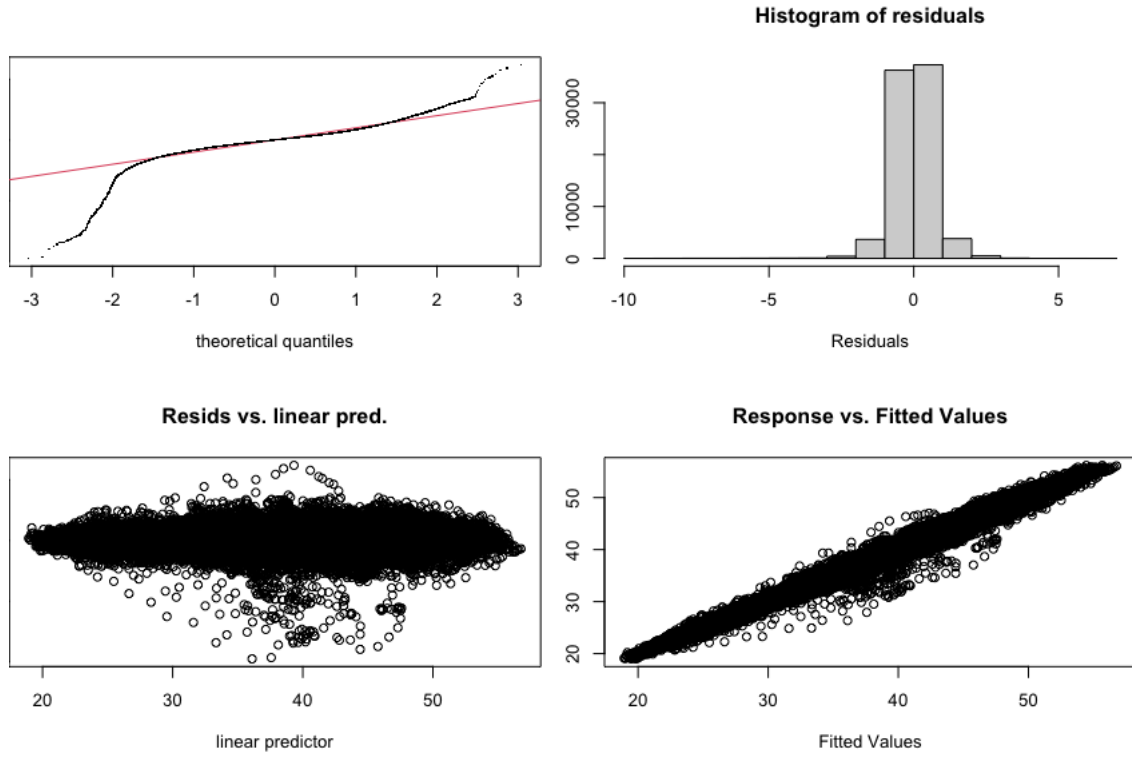 Histogram of residuals
-3 -2 -1 0 1 2 3
theoretical quantiles
0 10000 30000
-10 -5 0 5
Residuals
Resids vs. linear pred.
20 30 40 50
linear predictor
Response vs. Fitted Values
20 30 40 50
20 30 40 50
Fitted Values